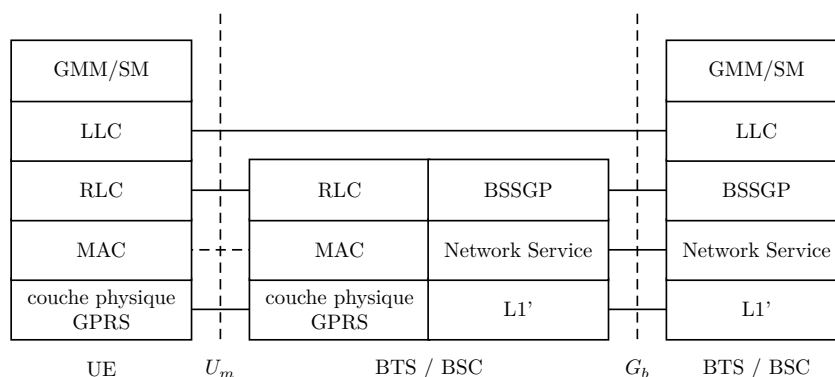 GMM/SM
GMM/SM
LLC
LLC
RLC
RLC
BSSGP
BSSGP
MAC
MAC
Network Service
Network Service
couche physique
GPRS
couche physique
GPRS
L1'
L1'
UE
U_m
BTS / BSC
G_b
BTS / BSC